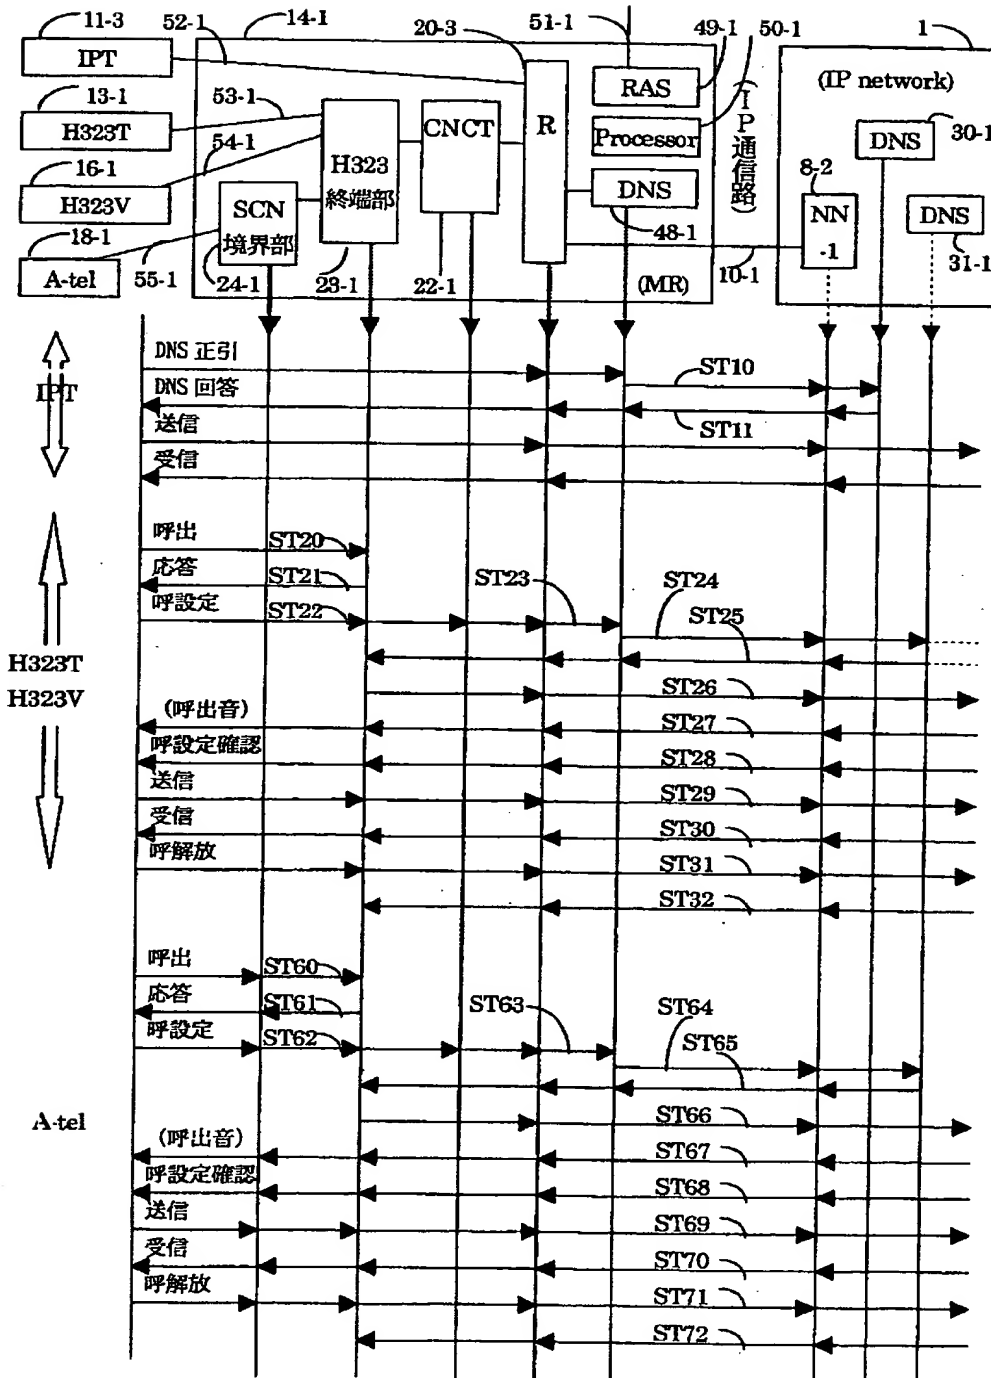 11-3
52-1
14-1
20-3
51-1
49-1
50-1
1
IPT
(IP network)
13-1
53-1
RAS
H323T
CNCT
R
Processor
(IP通信路)
DNS
30-1
54-1
H323
終端部
16-1
8-2
H323V
SCN
境界部
DNS
NN
-1
DNS
18-1
48-1
A-tel
55-1
24-1
23-1
22-1
(MR)
10-1
31-1
IPT
DNS 正引
ST10
DNS 回答
ST11
送信
受信
H323T
H323V
呼出
ST20
応答
ST21
ST23
ST24
呼設定
ST22
ST25
ST26
(呼出音)
ST27
呼設定確認
ST28
送信
ST29
受信
ST30
呼解放
ST31
ST32
A-tel
呼出
ST60
応答
ST61
ST63
ST64
呼設定
ST62
ST65
ST66
(呼出音)
ST67
呼設定確認
ST68
送信
ST69
受信
ST70
呼解放
ST71
ST72